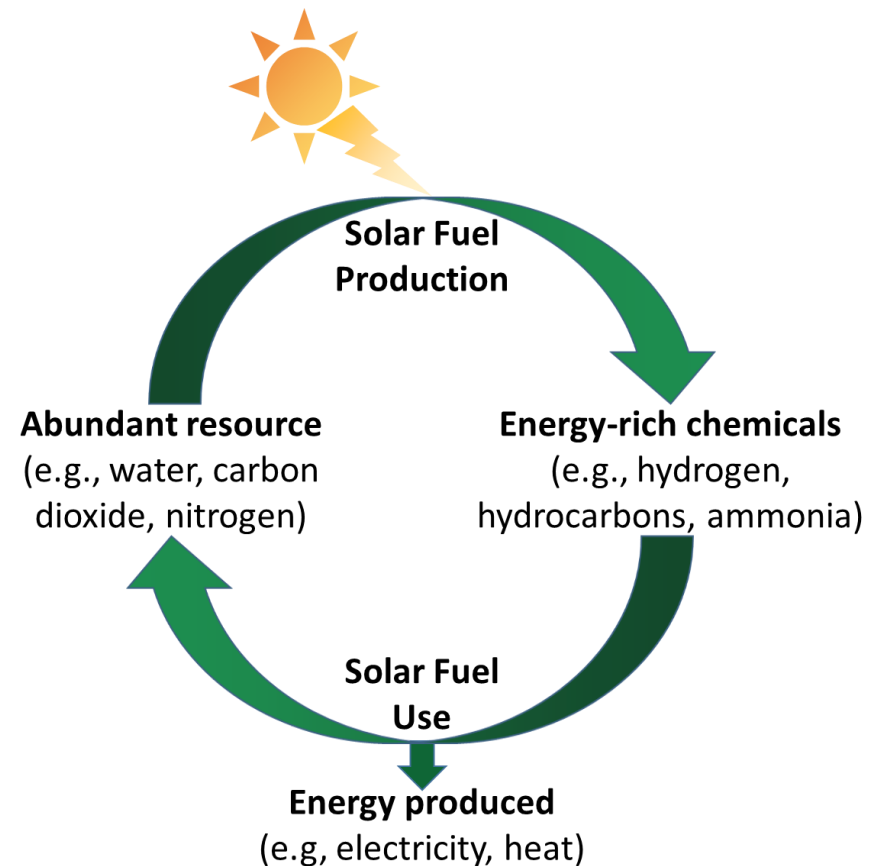 Solar Fuel
Production
Abundant resource
(e.g., water, carbon
dioxide, nitrogen)
Energy-rich chemicals
(e.g., hydrogen,
hydrocarbons, ammonia)
Solar Fuel
Use
Energy produced
(e.g, electricity, heat)